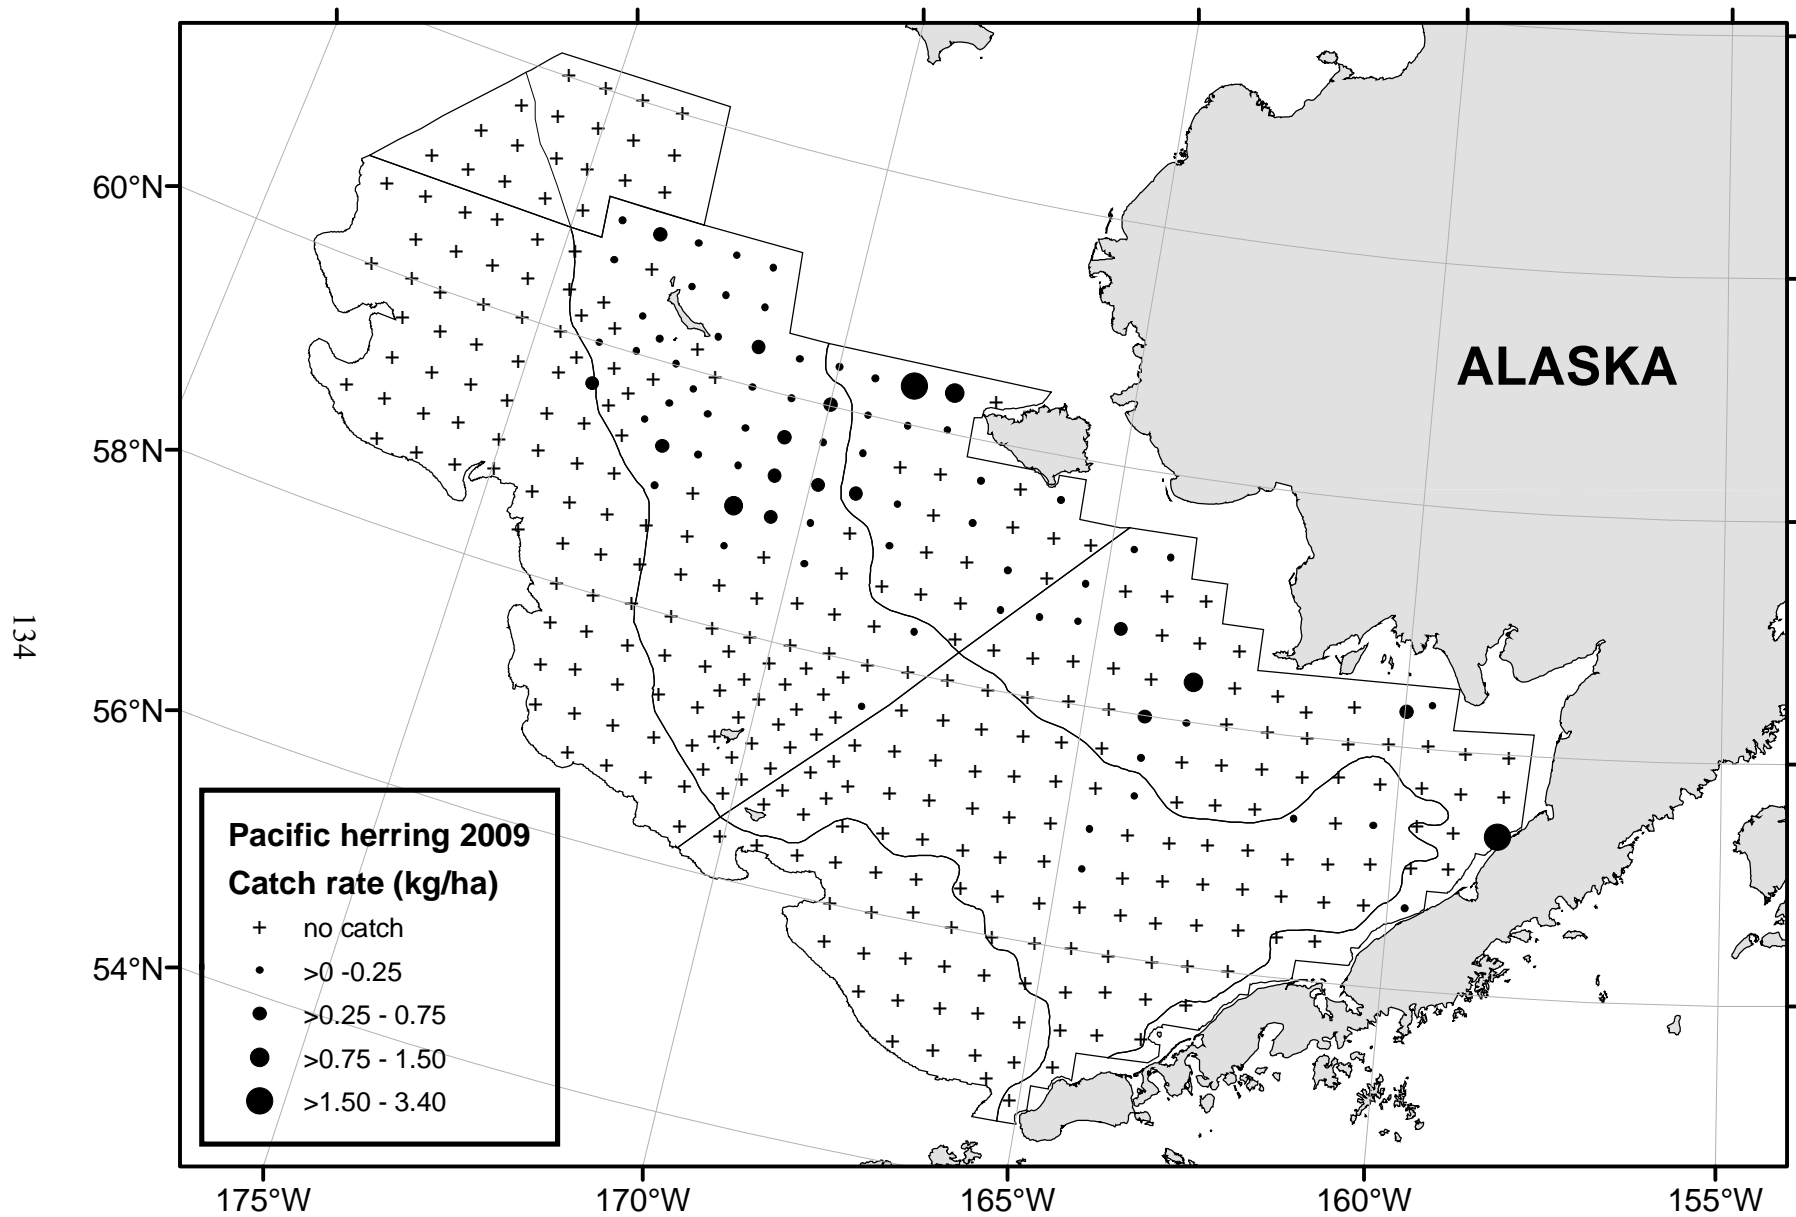 60°N
58°N
56°N
54°N
134
ALASKA
Pacific herring 2009
Catch rate (kg/ha)
no catch
>0 -0.25
>0.25 - 0.75
>0.75 - 1.50
>1.50 - 3.40
175°W
170°W
165°W
160°W
155°W